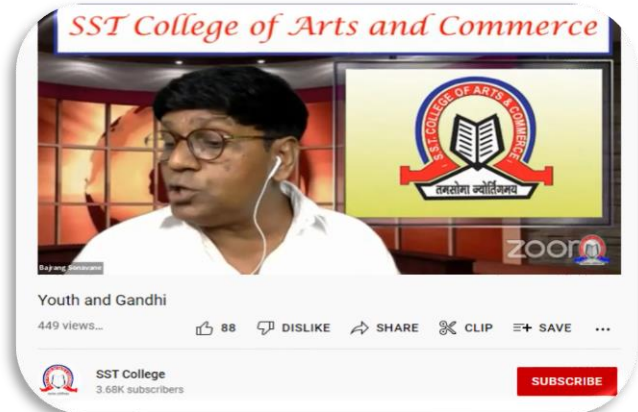 SST College of Arts and Commerce
S.S.T. COLLEGE OF ARTS & COMMERCE
तमसोमा ज्योर्तिगमय
zoom
Bajrang Sonavane
Youth and Gandhi
449 views...
88 DISLIKE SHARE CLIP SAVE ...
SST College
3.68K subscribers
SUBSCRIBE